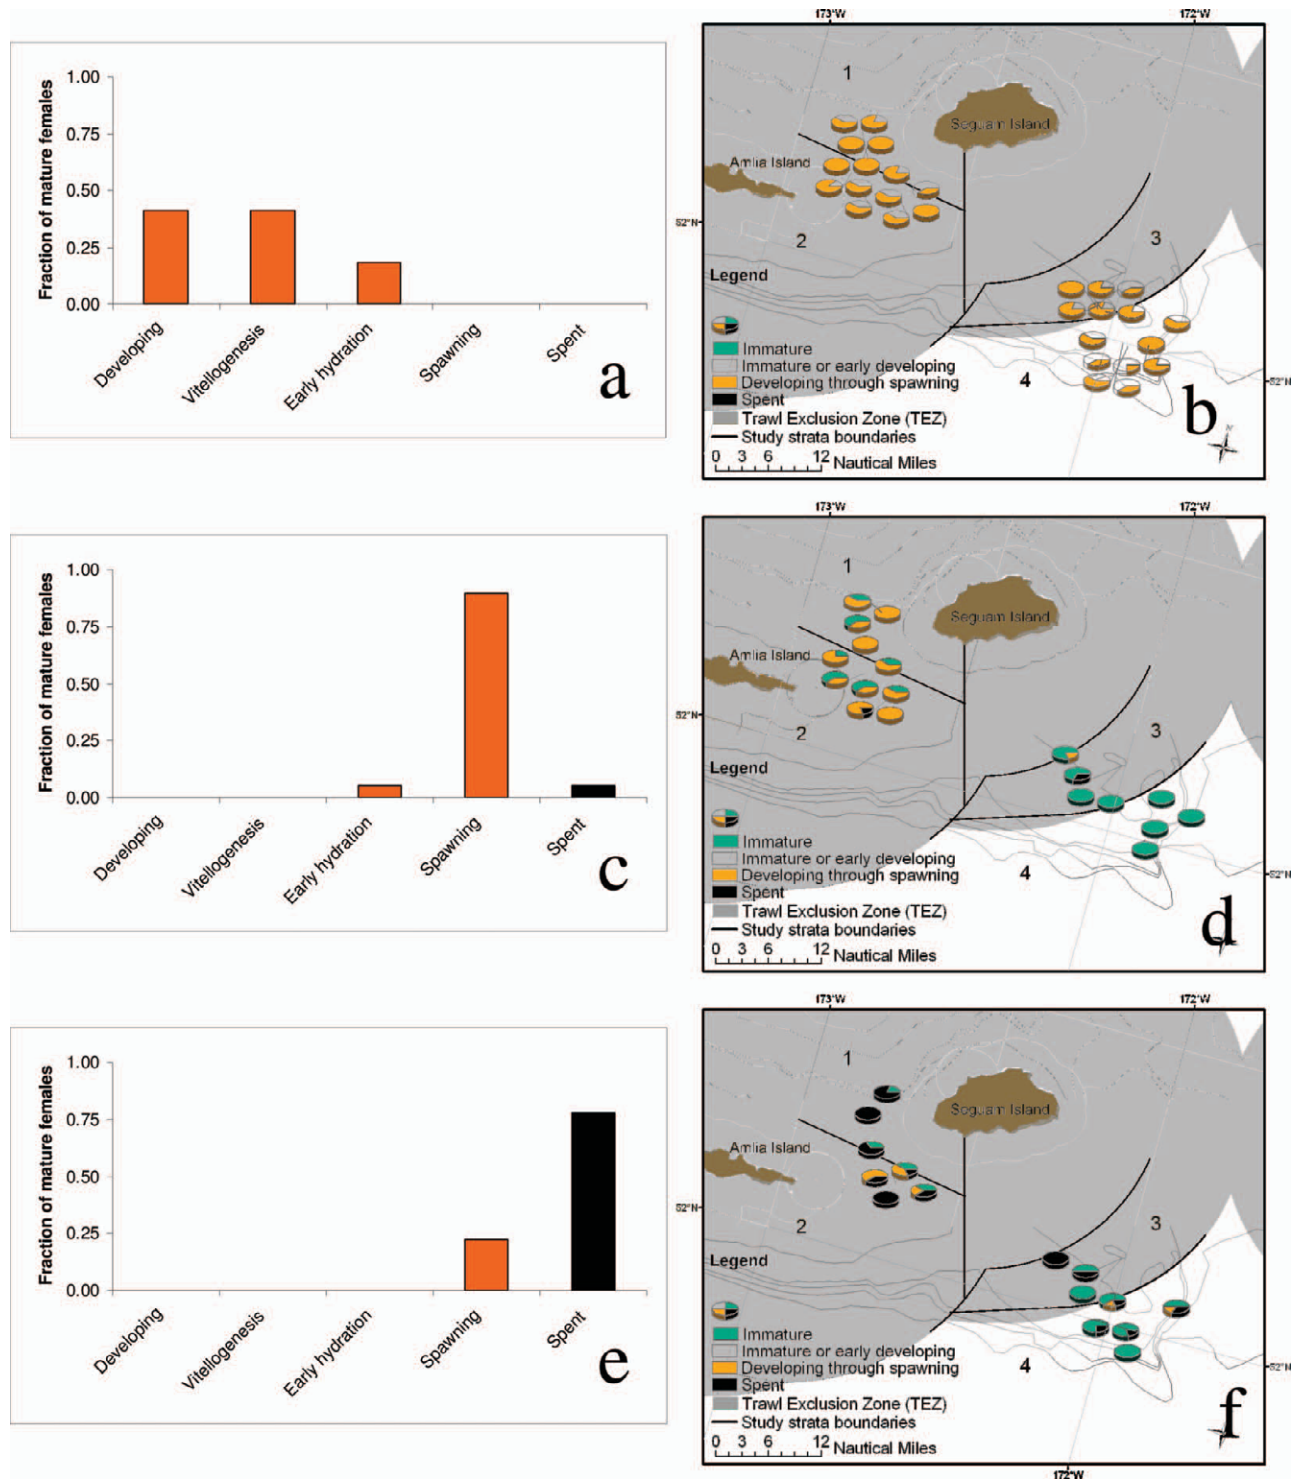 Fraction of mature females
1.00
0.75
0.50
0.25
0.00
Developing
Vitellogenesis
Early hydration
Spawning
Spent
a
173°W
172°W
1
Seguam Island
Amlia Island
52°N
2
3
Legend
Immature
Immature or early developing
Developing through spawning
Spent
Trawl Exclusion Zone (TEZ)
Study strata boundaries
0 3 6 12
Nautical Miles
4
52°N
b
N
Fraction of mature females
1.00
0.75
0.50
0.25
0.00
Developing
Vitellogenesis
Early hydration
Spawning
Spent
c
173°W
172°W
1
Seguam Island
Amlia Island
52°N
2
3
Legend
Immature
Immature or early developing
Developing through spawning
Spent
Trawl Exclusion Zone (TEZ)
Study strata boundaries
0 3 6 12
Nautical Miles
4
52°N
d
Fraction of mature females
1.00
0.75
0.50
0.25
0.00
Developing
Vitellogenesis
Early hydration
Spawning
Spent
e
173°W
172°W
1
Seguam Island
Amlia Island
52°N
2
3
Legend
Immature
Immature or early developing
Developing through spawning
Spent
Trawl Exclusion Zone (TEZ)
Study strata boundaries
0 3 6 12
Nautical Miles
4
52°N
f
172°W